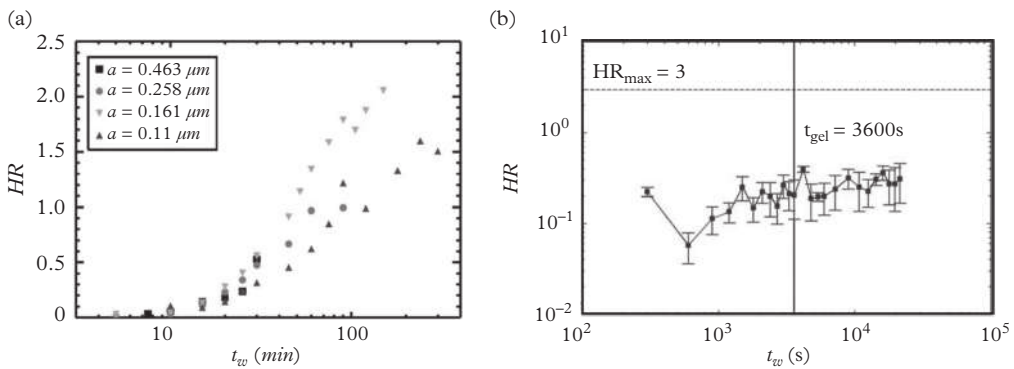 (a)
2.5
2.0
1.5
1.0
0.5
0
HR
a = 0.463 μm
a = 0.258 μm
a = 0.161 μm
a = 0.11 μm
10
100
t_w (min)
(b)
10^1
10^0
10^-1
10^-2
HR
HR_max = 3
t_gel = 3600s
10^2
10^3
10^4
10^5
t_w (s)